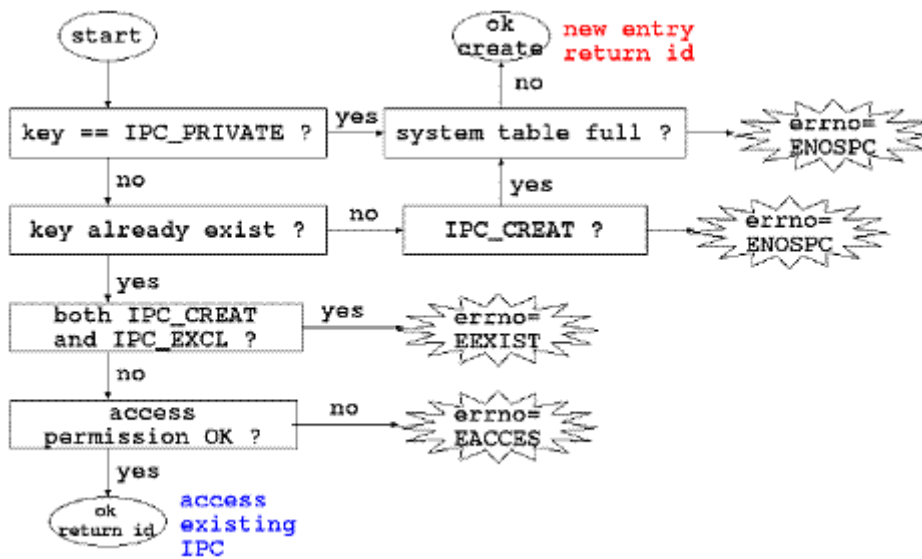 start
ok
create
new entry
return id
no
key == IPC_PRIVATE ?
yes
system table full ?
errno=
ENOSPC
no
yes
key already exist ?
no
IPC_CREAT ?
errno=
ENOSPC
yes
both IPC_CREAT
and IPC_EXCL ?
yes
errno=
EEXIST
no
access
permission OK ?
no
errno=
EACCES
yes
ok
return id
access
existing
IPC